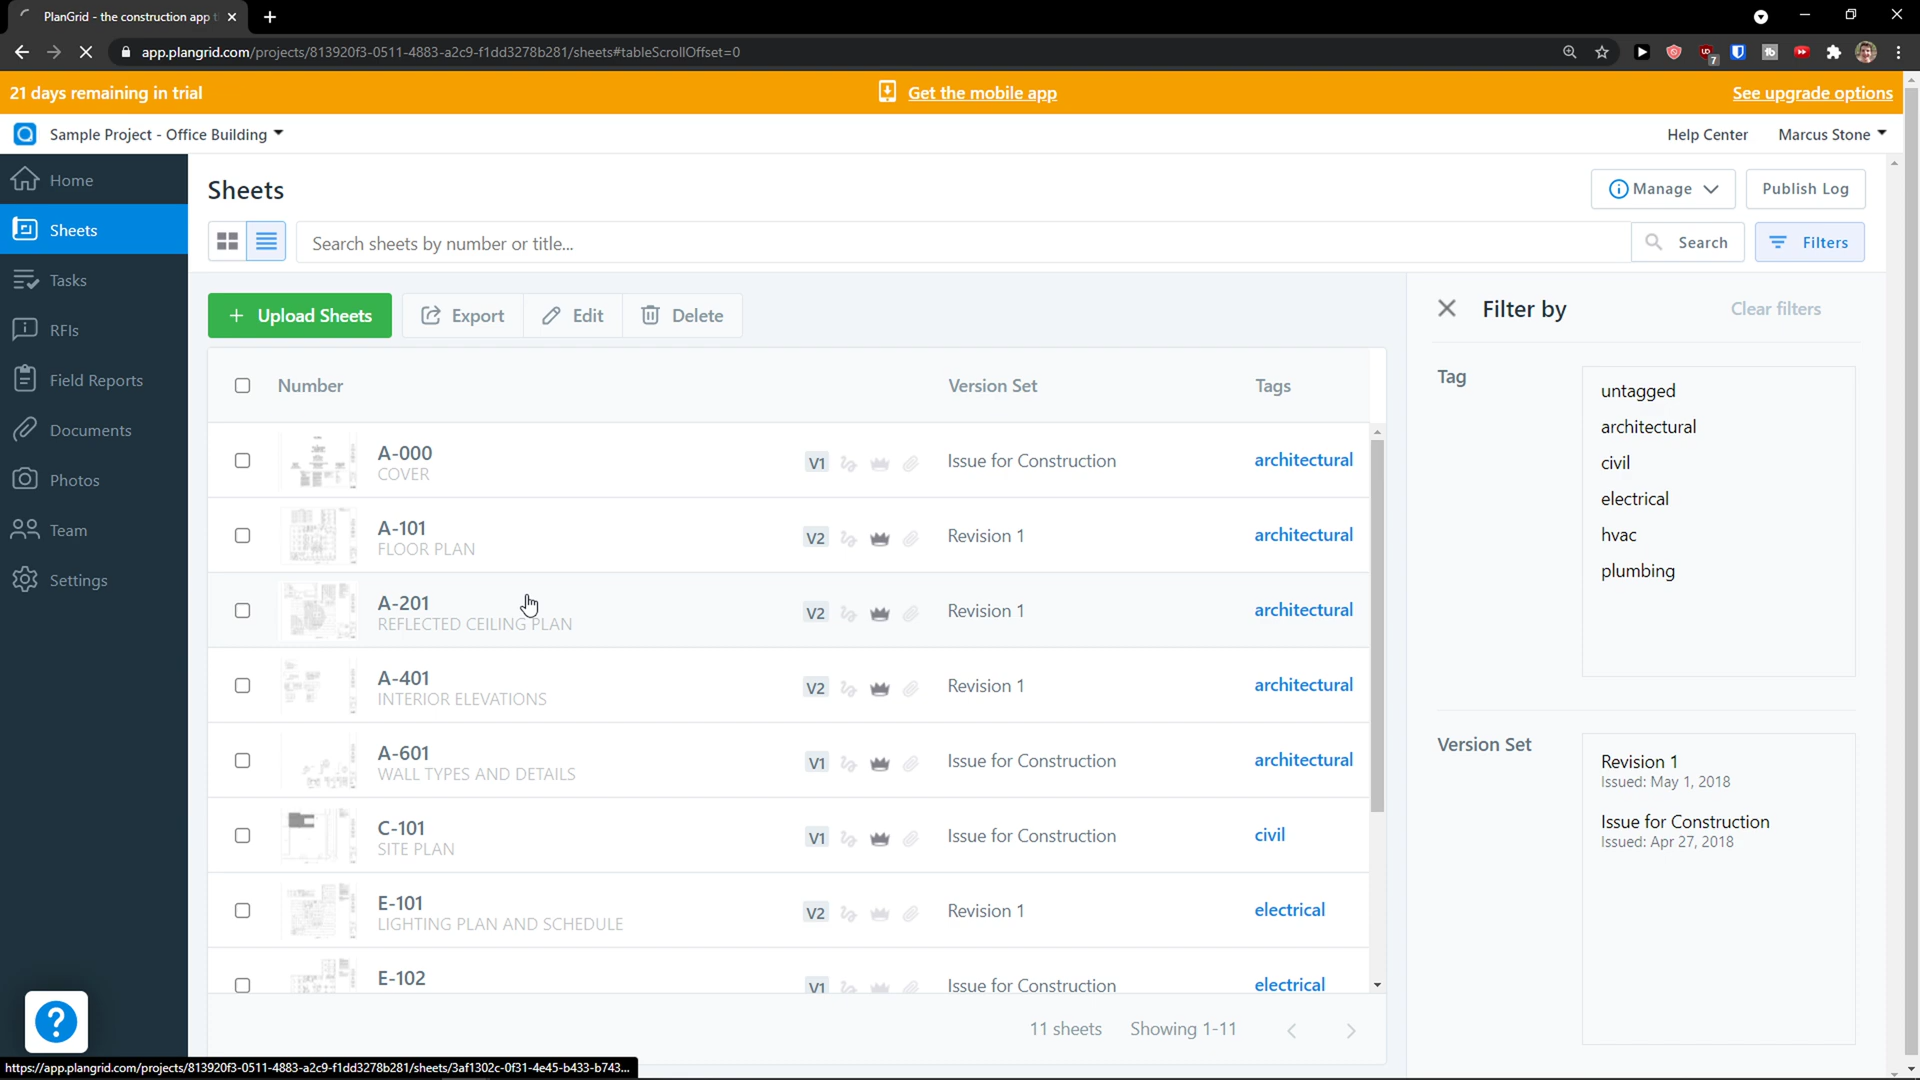 PlanGrid - the construction app t
app.plangrid.com/projects/813920f3-0511-4883-a2c9-f1dd3278b281/sheets#tableScrollOffset=0
7
21 days remaining in trial
Get the mobile app
See upgrade options
Sample Project - Office Building
Help Center
Marcus Stone
Home
Sheets
Tasks
RFIs
Field Reports
Documents
Photos
Team
Settings
Sheets
Manage
Publish Log
Search sheets by number or title...
Search
Filters
+ Upload Sheets
Export
Edit
Delete
Number
Version Set
Tags
A-000
COVER
V1
Issue for Construction
architectural
A-101
FLOOR PLAN
V2
Revision 1
architectural
A-201
REFLECTED CEILING PLAN
V2
Revision 1
architectural
A-401
INTERIOR ELEVATIONS
V2
Revision 1
architectural
A-601
WALL TYPES AND DETAILS
V1
Issue for Construction
architectural
C-101
SITE PLAN
V1
Issue for Construction
civil
E-101
LIGHTING PLAN AND SCHEDULE
V2
Revision 1
electrical
E-102
V1
Issue for Construction
electrical
11 sheets
Showing 1-11
Filter by
Clear filters
Tag
untagged
architectural
civil
electrical
hvac
plumbing
Version Set
Revision 1
Issued: May 1, 2018
Issue for Construction
Issued: Apr 27, 2018
?
https://app.plangrid.com/projects/813920f3-0511-4883-a2c9-f1dd3278b281/sheets/3af1302c-0f31-4e45-b433-b743...